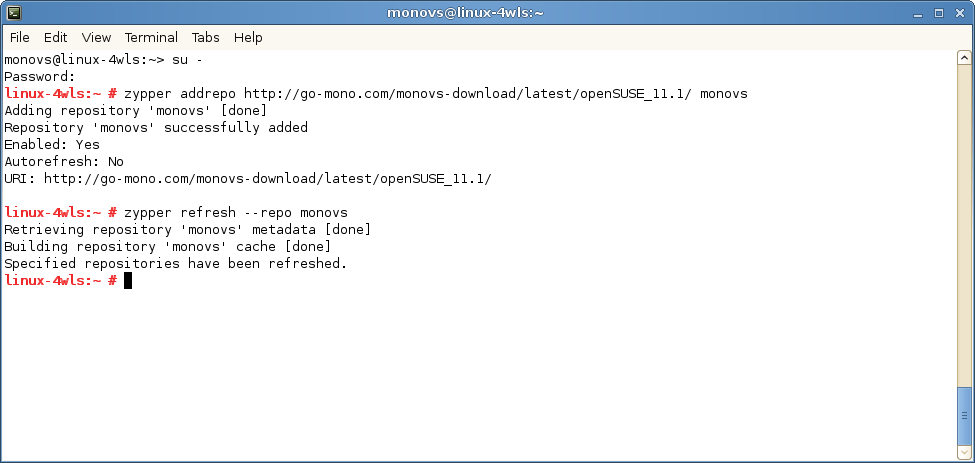 monovs@linux-4wls:~
File Edit View Terminal Tabs Help
monovs@linux-4wls:~> su -
Password:
linux-4wls:~ # zypper addrepo http://go-mono.com/monovs-download/latest/openSUSE_11.1/ monovs
Adding repository 'monovs' [done]
Repository 'monovs' successfully added
Enabled: Yes
Autorefresh: No
URI: http://go-mono.com/monovs-download/latest/openSUSE_11.1/
linux-4wls:~ # zypper refresh --repo monovs
Retrieving repository 'monovs' metadata [done]
Building repository 'monovs' cache [done]
Specified repositories have been refreshed.
linux-4wls:~ #